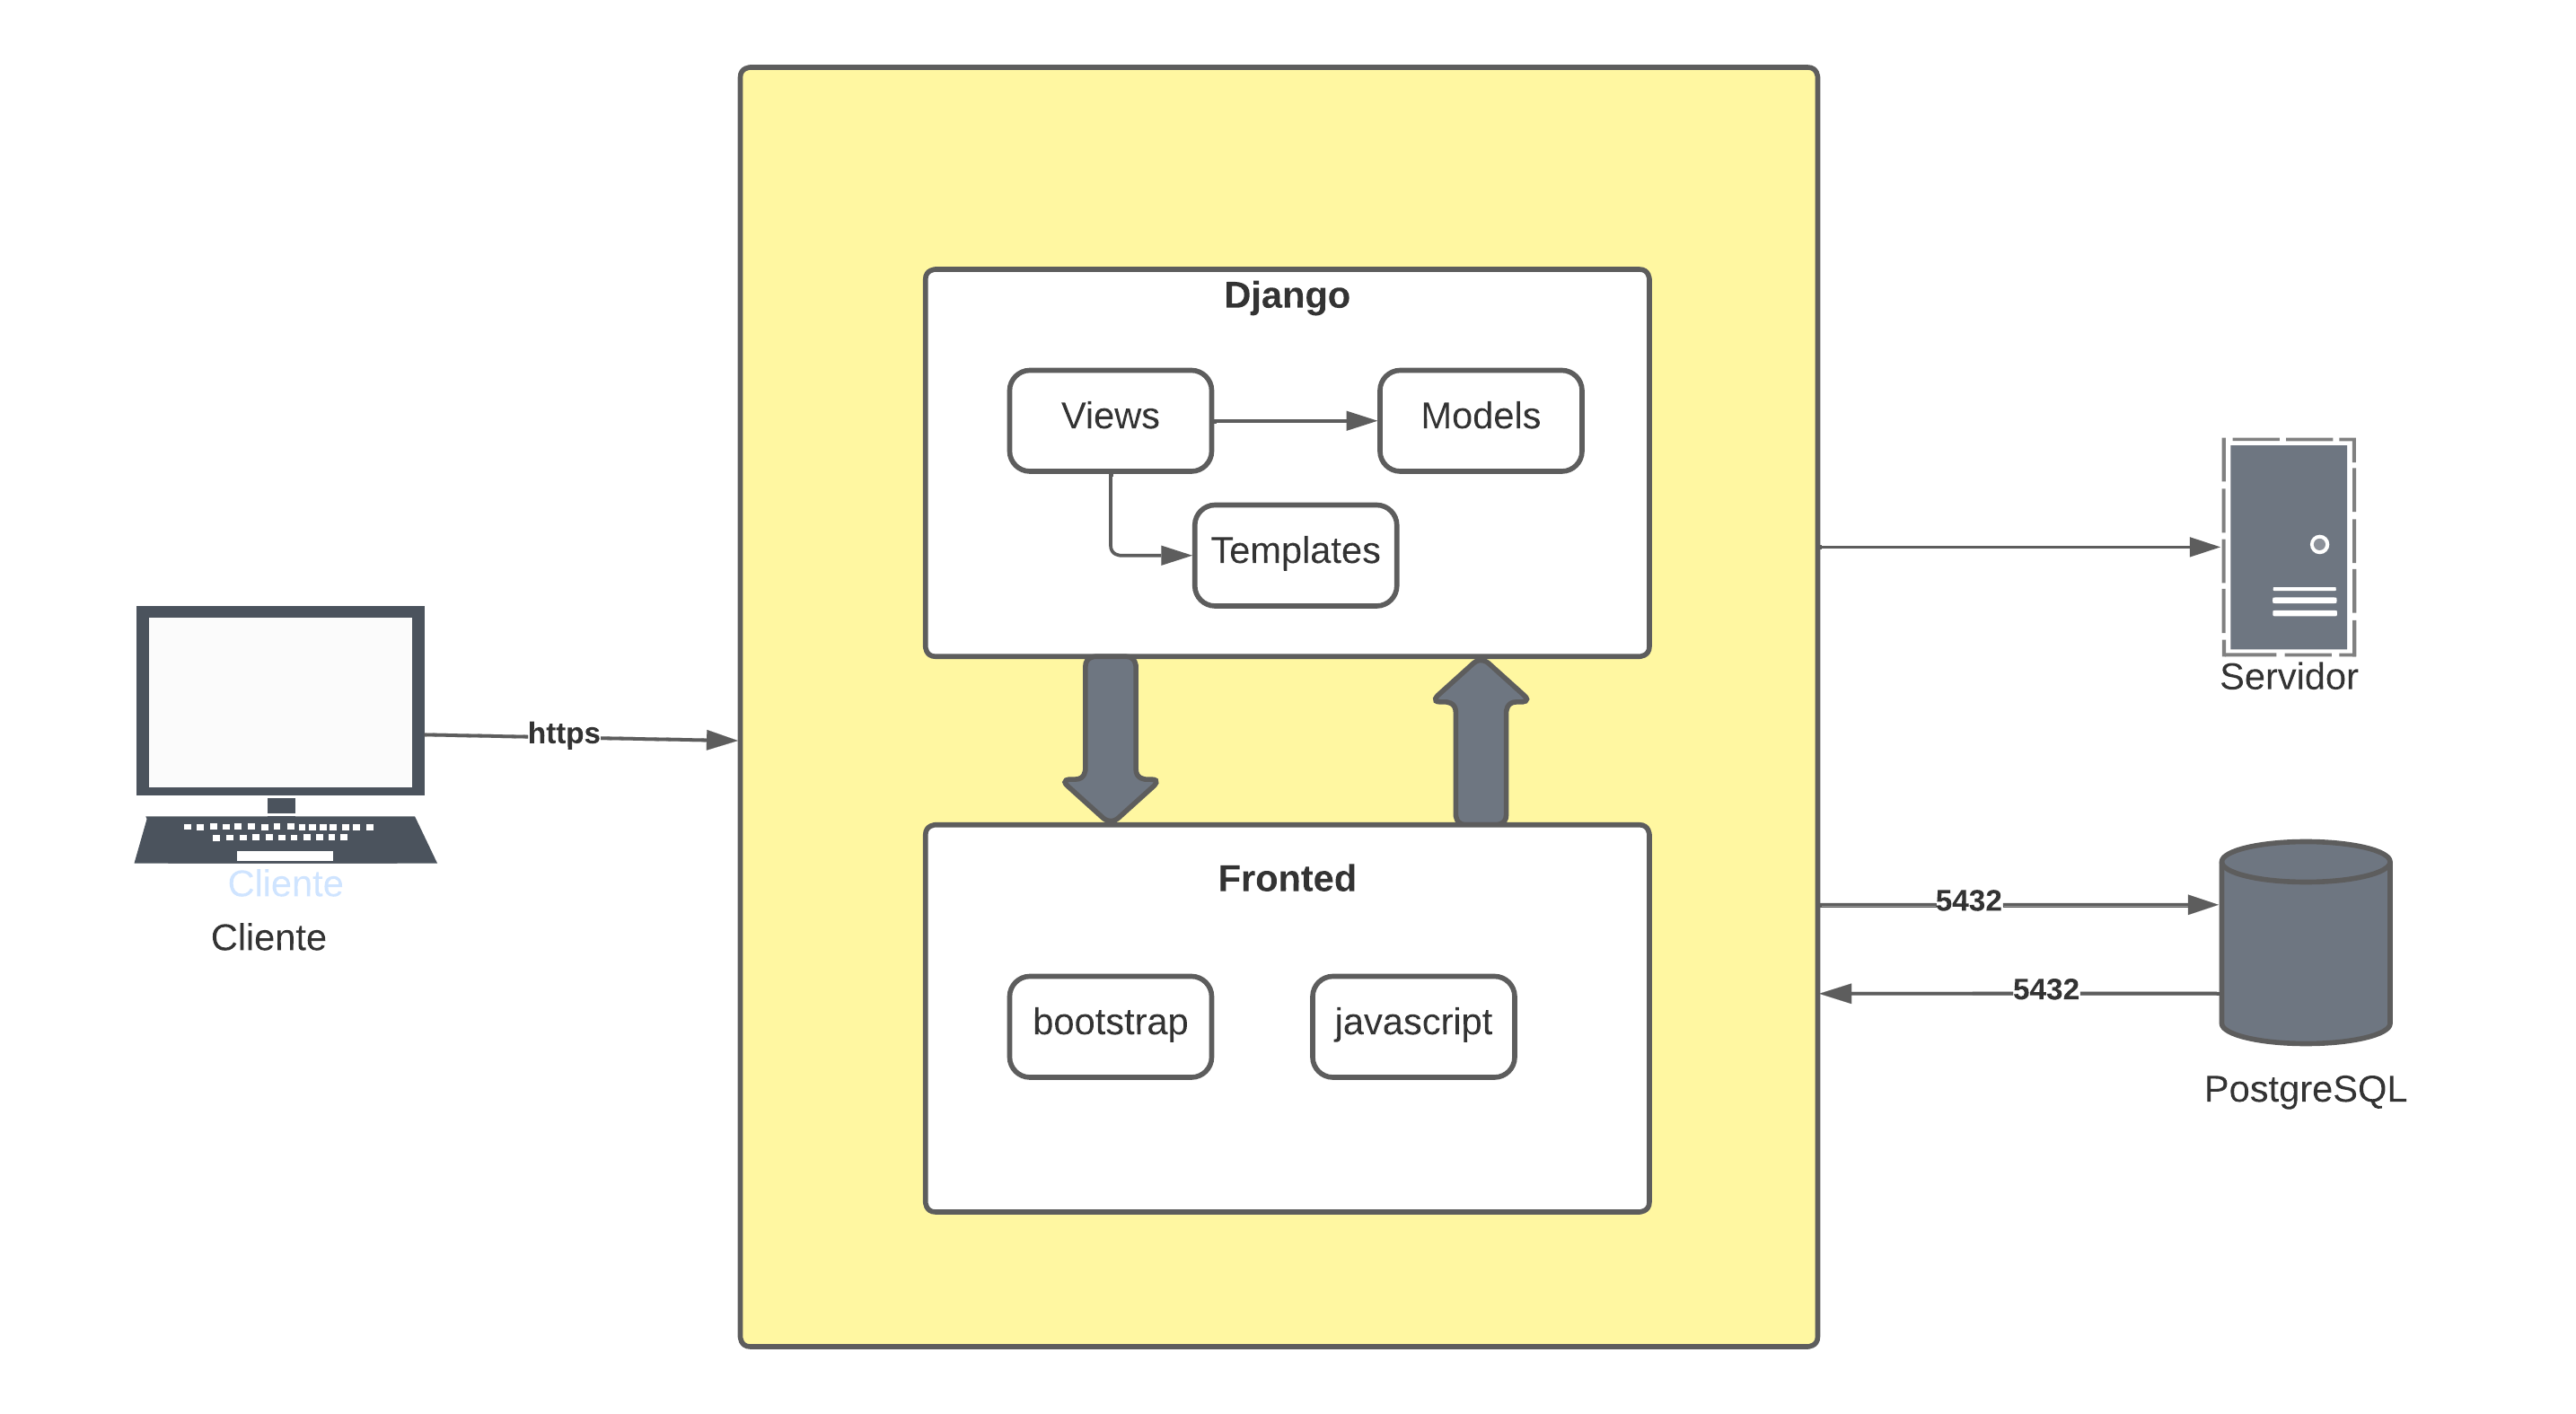 Django
Views
Models
Templates
Servidor
https
Cliente
Cliente
Fronted
5432
5432
bootstrap
javascript
PostgreSQL